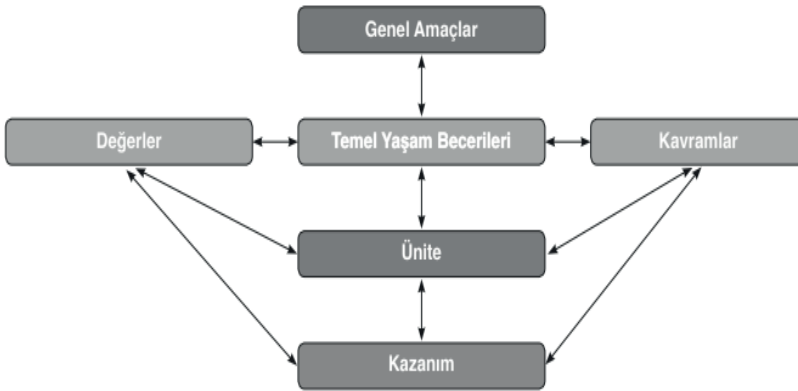 Genel Amaçlar
Değerler
Temel Yaşam Becerileri
Kavramlar
Ünite
Kazanım